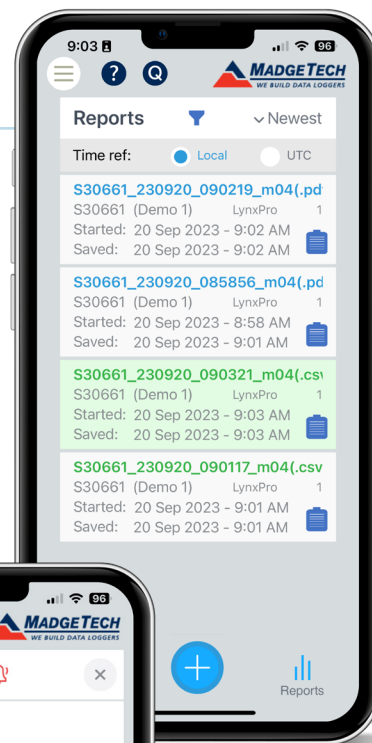 9:03 96
? Q MADGETECH
WE BUILD DATA LOGGERS
Reports Newest
Time ref: Local UTC
S30661_230920_090219_m04(.pd
S30661 (Demo 1) LynxPro 1
Started: 20 Sep 2023 - 9:02 AM
Saved: 20 Sep 2023 - 9:02 AM
S30661_230920_085856_m04(.pd
S30661 (Demo 1) LynxPro 1
Started: 20 Sep 2023 - 8:58 AM
Saved: 20 Sep 2023 - 9:01 AM
S30661_230920_090321_m04(.csv
S30661 (Demo 1) LynxPro 1
Started: 20 Sep 2023 - 9:03 AM
Saved: 20 Sep 2023 - 9:03 AM
S30661_230920_090117_m04(.csv
S30661 (Demo 1) LynxPro 1
Started: 20 Sep 2023 - 9:01 AM
Saved: 20 Sep 2023 - 9:01 AM
96
MADGETECH
WE BUILD DATA LOGGERS
Reports